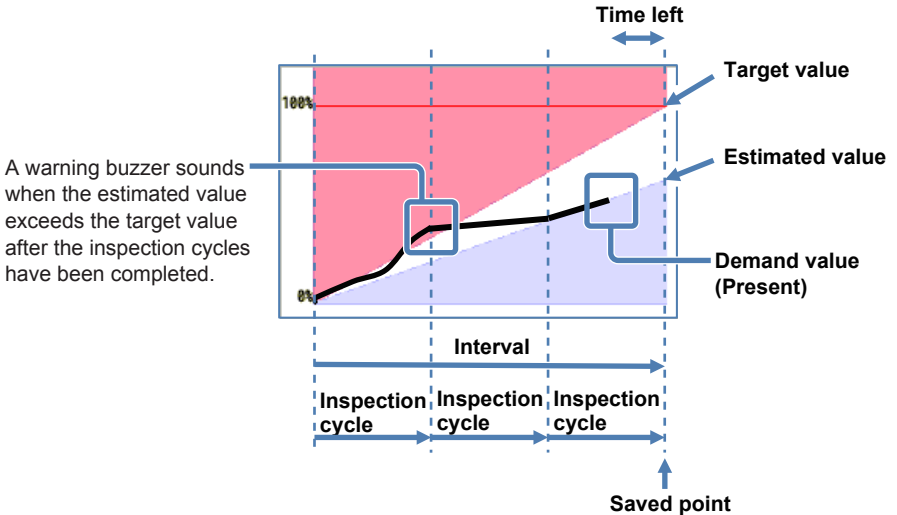 Time left
Target value
100%
Estimated value
A warning buzzer sounds
when the estimated value
exceeds the target value
after the inspection cycles
have been completed.
Demand value
(Present)
0%
Interval
Inspection Inspection Inspection
cycle cycle cycle
Saved point